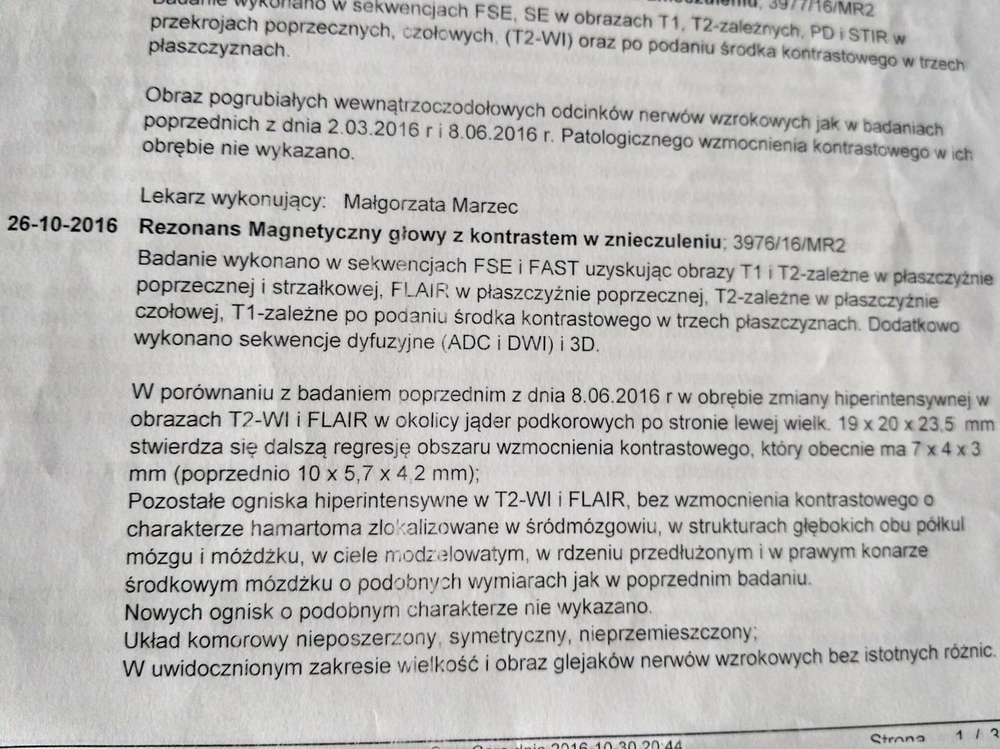 Badanie wykonano w sekwencjach FSE, SE w obrazach T1, T2-zależnych, PD i STIR w
3977/16/MR2
przekrojach poprzecznych, czołowych, (T2-WI) oraz po podaniu środka kontrastowego w trzech
płaszczyznach.
Obraz pogrubiałych wewnątrzoczodołowych odcinków nerwów wzrokowych jak w badaniach
poprzednich z dnia 2.03.2016 r i 8.06.2016 r. Patologicznego wzmocnienia kontrastowego w ich
obrębie nie wykazano.
Lekarz wykonujący: Małgorzata Marzec
26-10-2016 Rezonans Magnetyczny głowy z kontrastem w znieczuleniu; 3976/16/MR2
Badanie wykonano w sekwencjach FSE i FAST uzyskując obrazy T1 i T2-zależne w płaszczyźnie
poprzecznej i strzałkowej, FLAIR w płaszczyźnie poprzecznej, T2-zależne w płaszczyźnie
czołowej, T1-zależne po podaniu środka kontrastowego w trzech płaszczyznach. Dodatkowo
wykonano sekwencje dyfuzyjne (ADC i DWI) i 3D.
W porównaniu z badaniem poprzednim z dnia 8.06.2016 r w obrębie zmiany hiperintensywnej w
obrazach T2-WI i FLAIR w okolicy jąder podkorowych po stronie lewej wielk. 19 x 20 x 23,5 mm
stwierdza się dalszą regresję obszaru wzmocnienia kontrastowego, który obecnie ma 7 x 4 x 3
mm (poprzednio 10 x 5,7 x 4,2 mm);
Pozostałe ogniska hiperintensywne w T2-WI i FLAIR, bez wzmocnienia kontrastowego o
charakterze hamartoma zlokalizowane w śródmózgowiu, w strukturach głębokich obu półkul
mózgu i móżdżku, w ciele modzelowatym, w rdzeniu przedłużonym i w prawym konarze
środkowym mózdżku o podobnych wymiarach jak w poprzednim badaniu.
Nowych ognisk o podobnym charakterze nie wykazano.
Układ komorowy nieposzerzony, symetryczny, nieprzemieszczony;
W uwidocznionym zakresie wielkość i obraz glejaków nerwów wzrokowych bez istotnych różnic.
2016-10-30 20:44
Strona 1 / 3